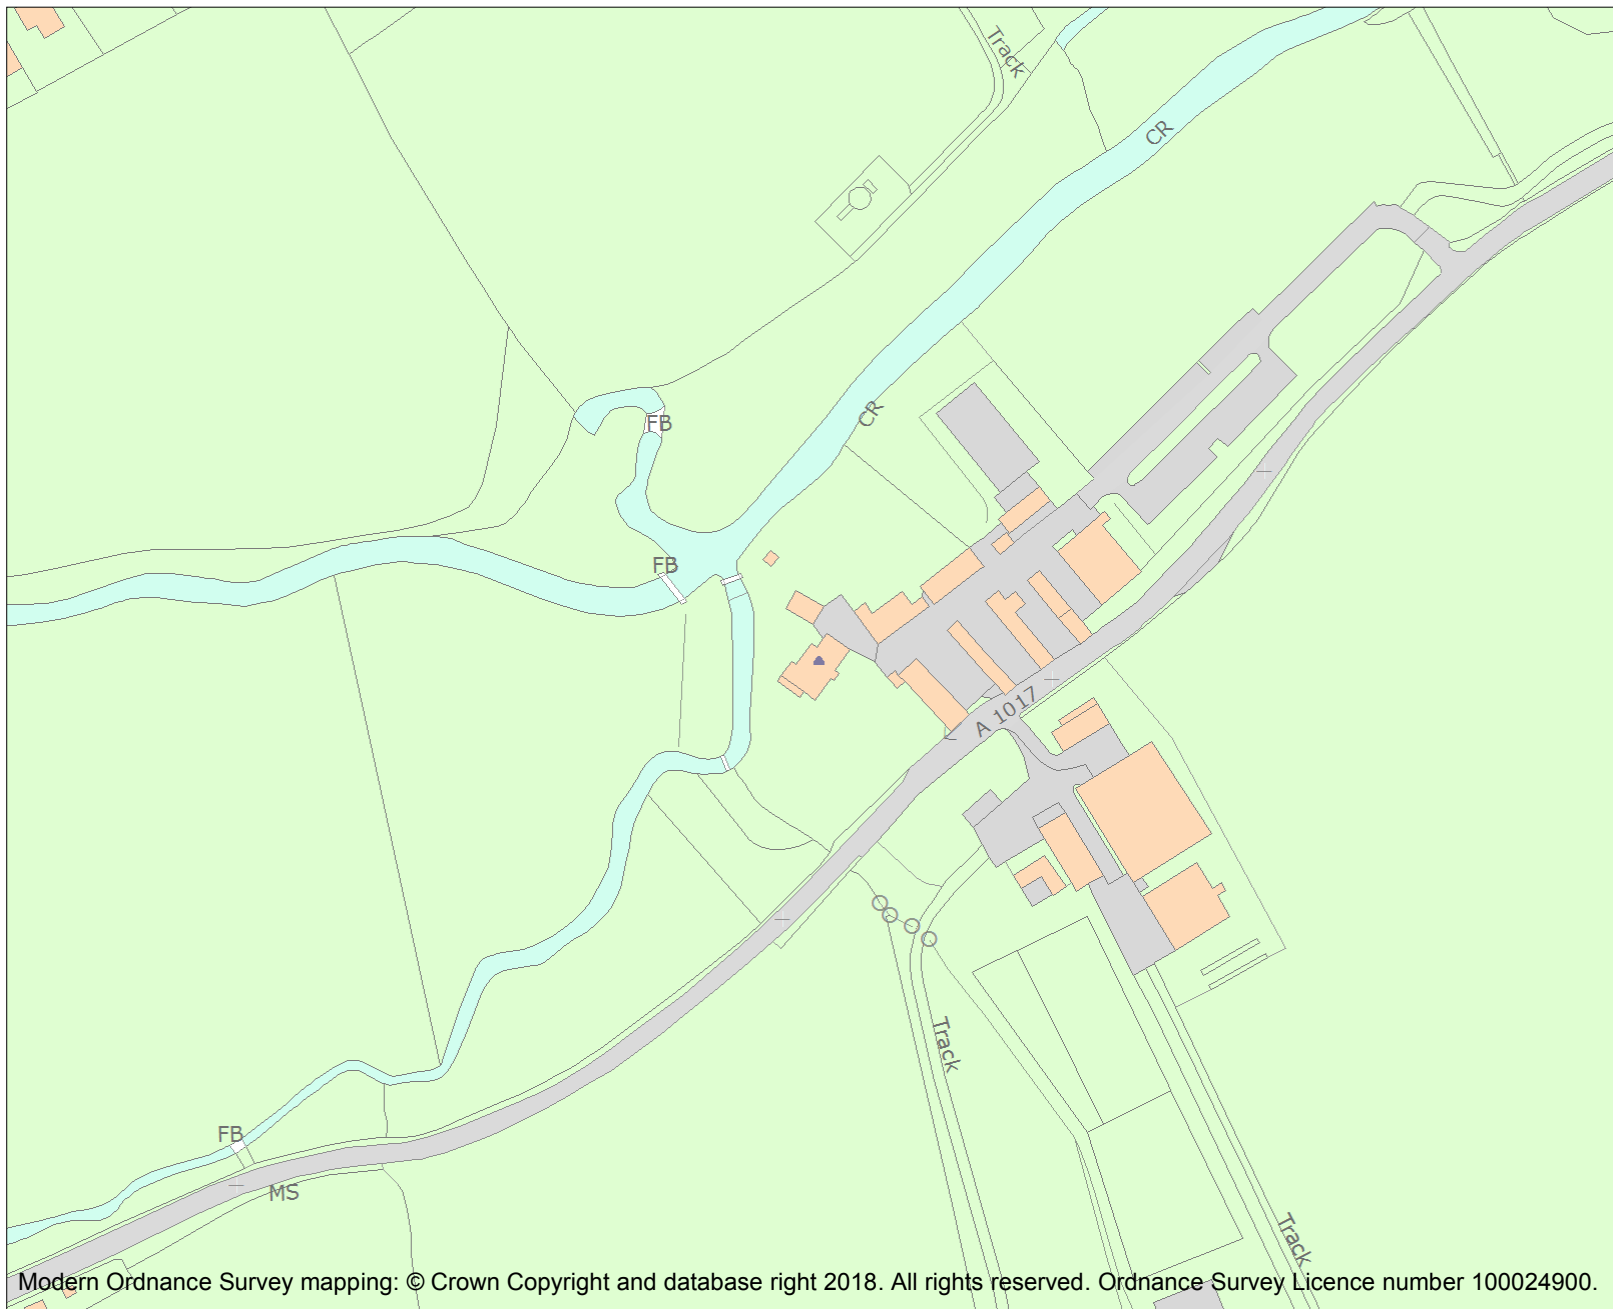 Track
CR
CR
FB
FB
A 1017
Track
FB
MS
Track
Modern Ordnance Survey mapping: © Crown Copyright and database right 2018. All rights reserved. Ordnance Survey Licence number 100024900.